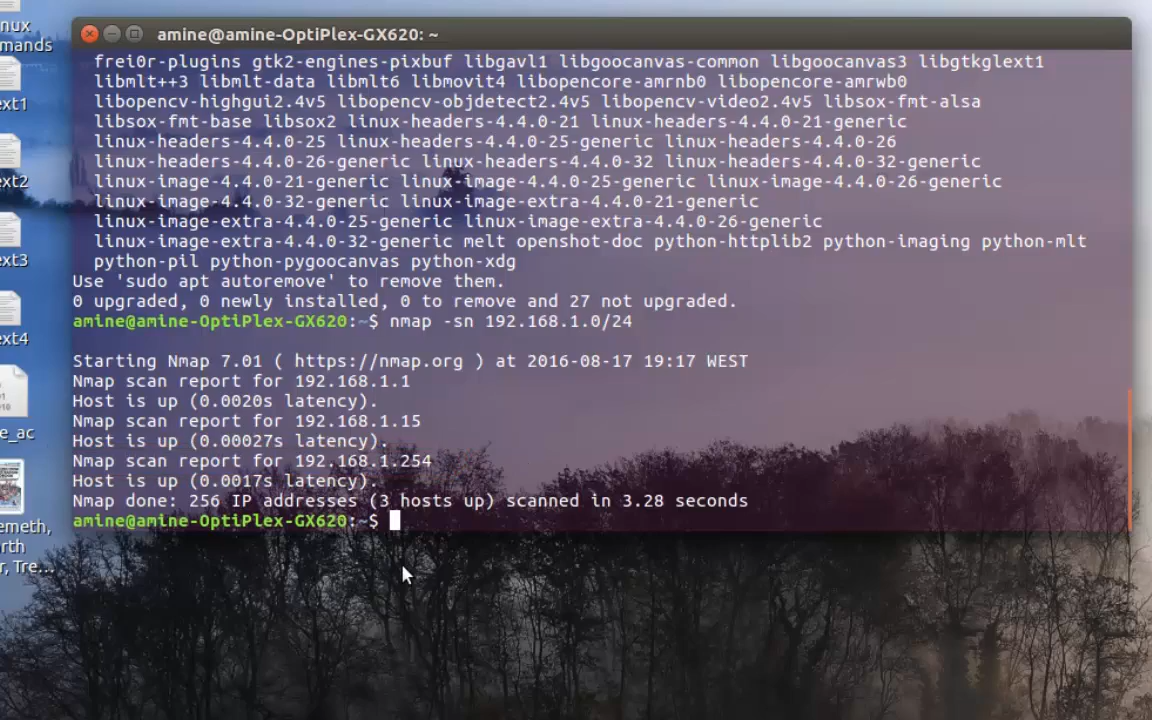 amine@amine-OptiPlex-GX620: ~
frei0r-plugins gtk2-engines-pixbuf libgavl1 libgoocanvas-common libgoocanvas3 libgtkglext1
libmlt++3 libmlt-data libmlt6 libmovit4 libopencore-amrnb0 libopencore-amrwb0
libopencv-highgui2.4v5 libopencv-objdetect2.4v5 libopencv-video2.4v5 libsox-fmt-alsa
libsox-fmt-base libsox2 linux-headers-4.4.0-21 linux-headers-4.4.0-21-generic
linux-headers-4.4.0-25 linux-headers-4.4.0-25-generic linux-headers-4.4.0-26
linux-headers-4.4.0-26-generic linux-headers-4.4.0-32 linux-headers-4.4.0-32-generic
linux-image-4.4.0-21-generic linux-image-4.4.0-25-generic linux-image-4.4.0-26-generic
linux-image-4.4.0-32-generic linux-image-extra-4.4.0-21-generic
linux-image-extra-4.4.0-25-generic linux-image-extra-4.4.0-26-generic
linux-image-extra-4.4.0-32-generic melt openshot-doc python-httplib2 python-imaging python-mlt
python-pil python-pygoocanvas python-xdg
Use 'sudo apt autoremove' to remove them.
0 upgraded, 0 newly installed, 0 to remove and 27 not upgraded.
amine@amine-OptiPlex-GX620:~$ nmap -sn 192.168.1.0/24
Starting Nmap 7.01 ( https://nmap.org ) at 2016-08-17 19:17 WEST
Nmap scan report for 192.168.1.1
Host is up (0.0020s latency).
Nmap scan report for 192.168.1.15
Host is up (0.00027s latency).
Nmap scan report for 192.168.1.254
Host is up (0.0017s latency).
Nmap done: 256 IP addresses (3 hosts up) scanned in 3.28 seconds
amine@amine-OptiPlex-GX620:~$
nux
mands
ext1
ext2
ext3
ext4
e_ac
emeth,
rth
r, Tre...